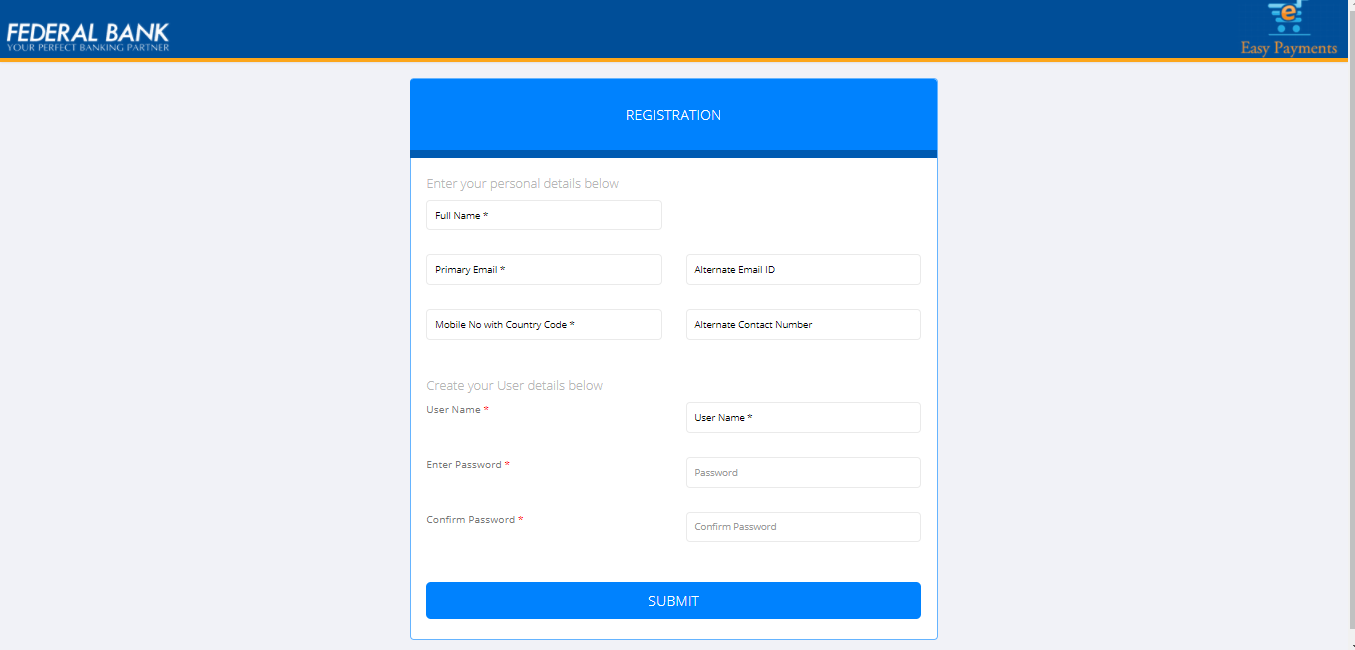 FEDERAL BANK
YOUR PERFECT BANKING PARTNER
e
Easy Payments
REGISTRATION
Enter your personal details below
Full Name *
Primary Email *
Alternate Email ID
Mobile No with Country Code *
Alternate Contact Number
Create your User details below
User Name *
User Name *
Enter Password *
Password
Confirm Password *
Confirm Password
SUBMIT